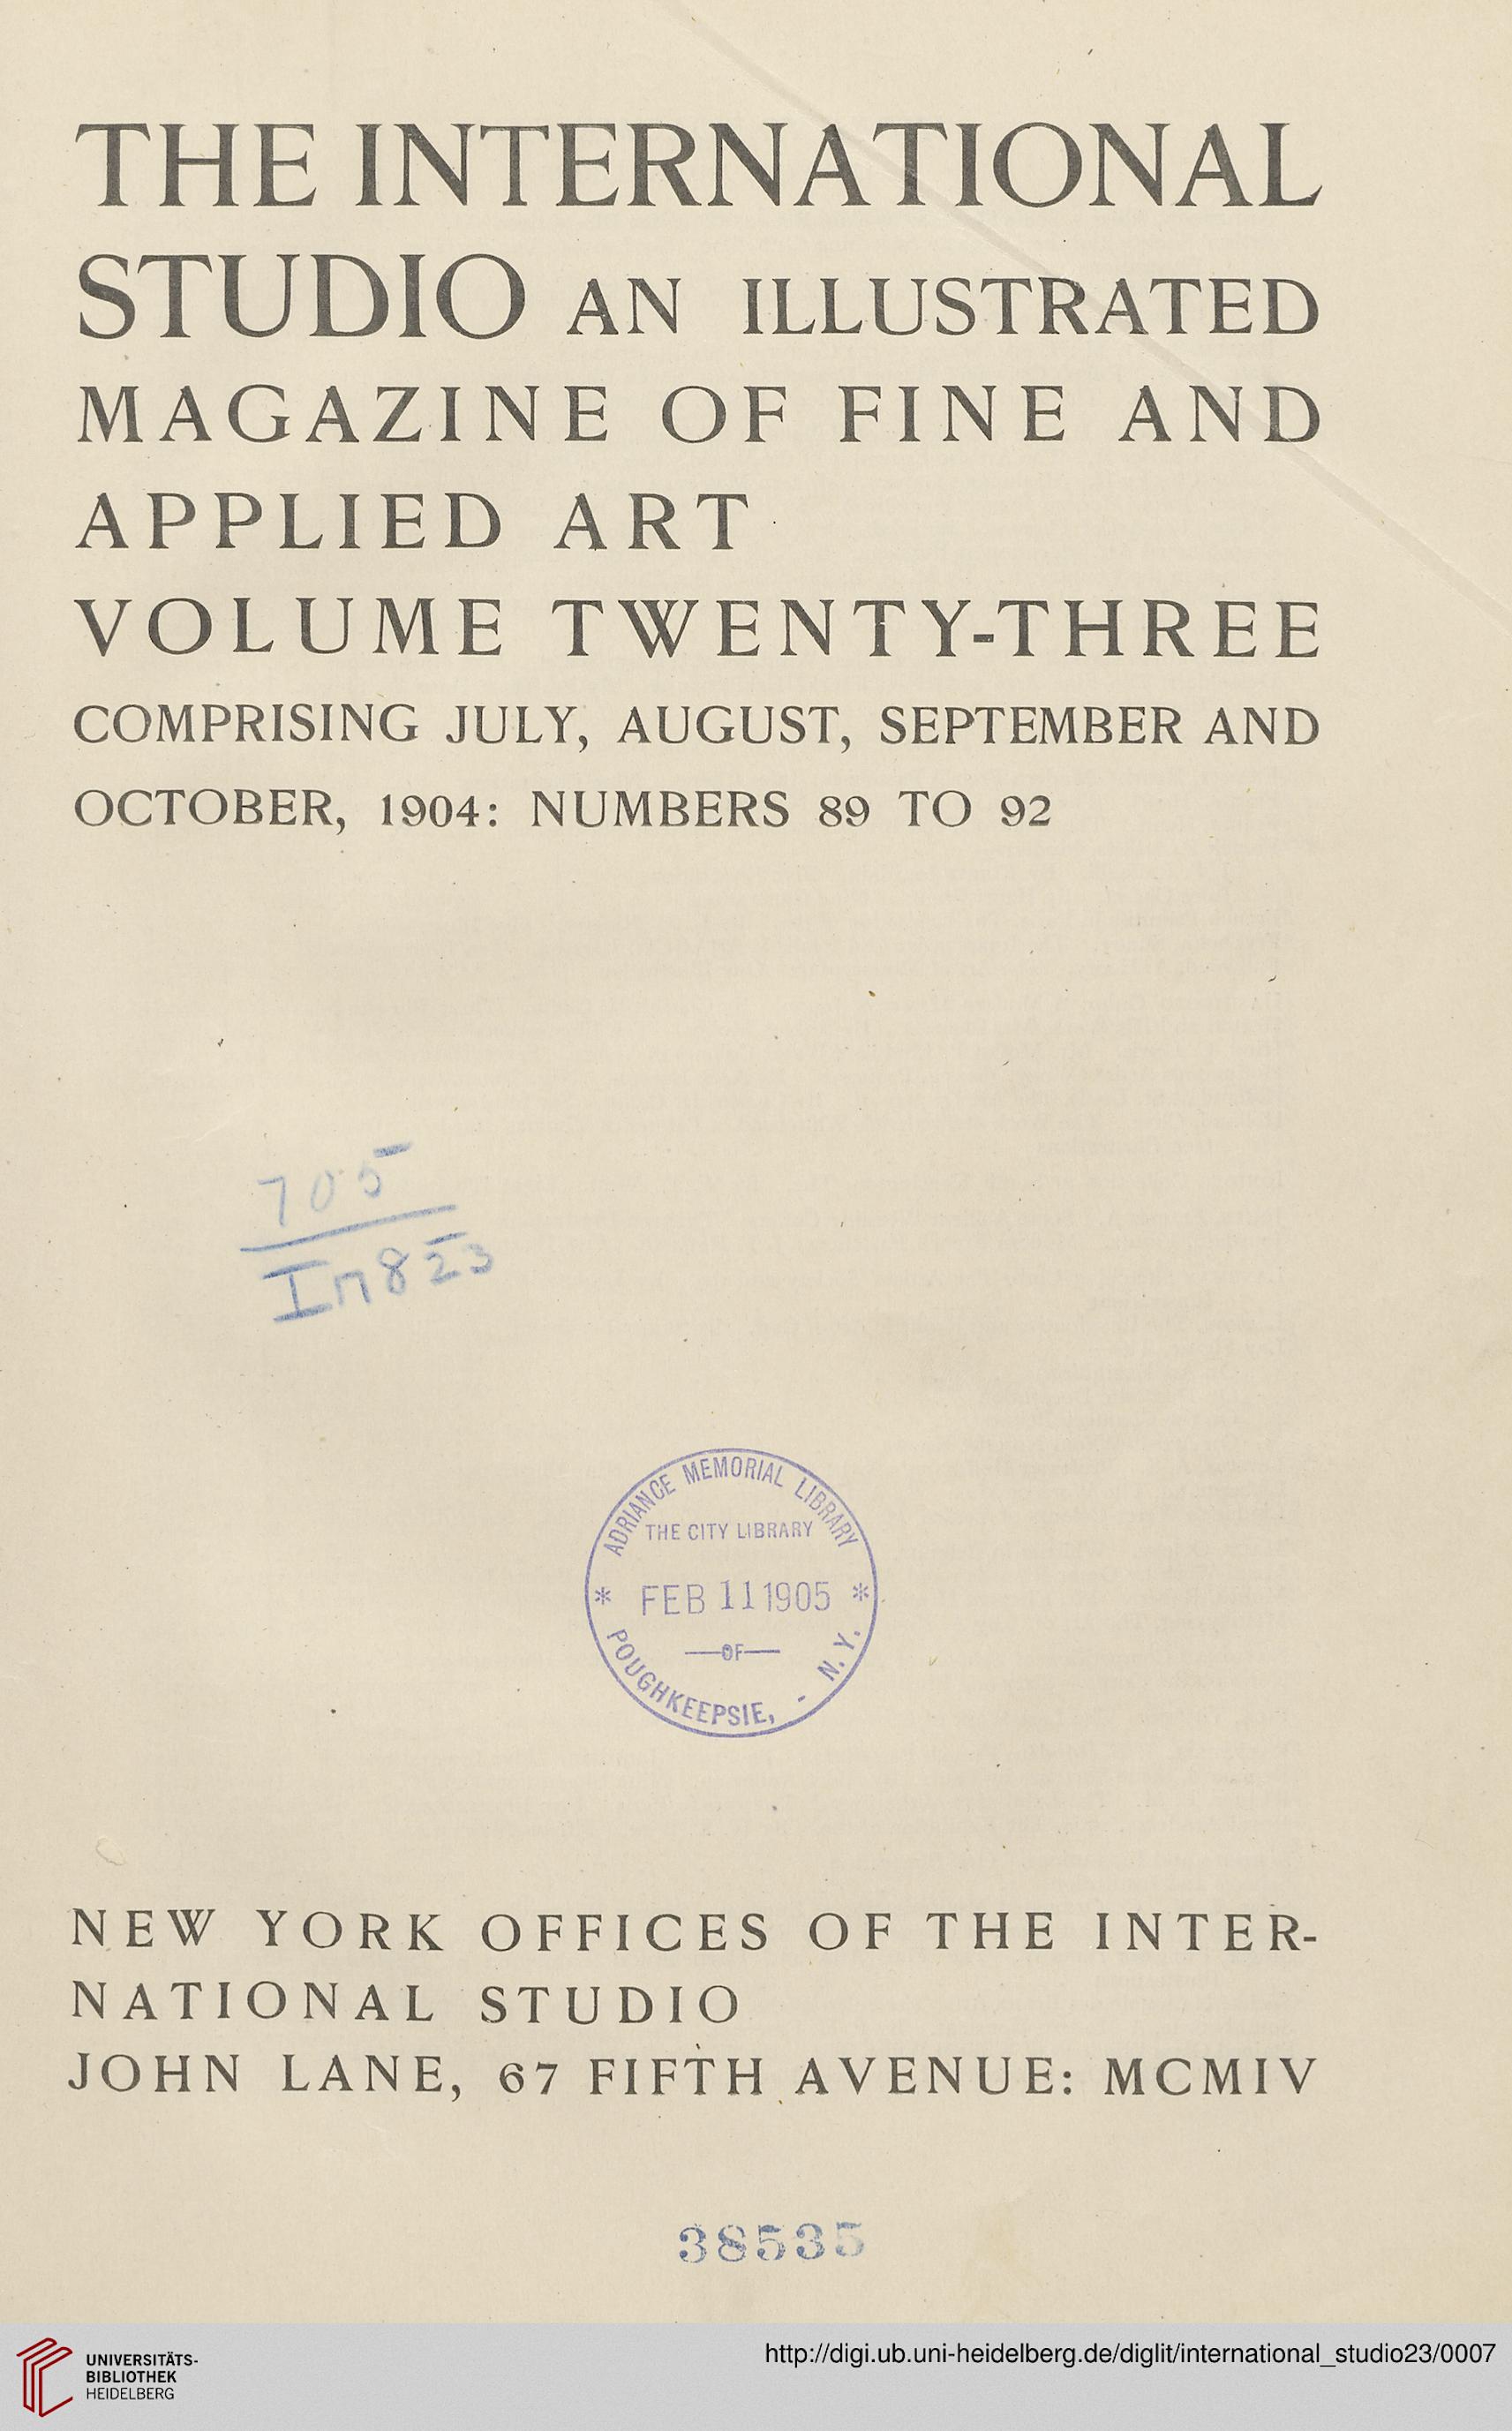 THE INTERNATIONAL
STUDIO AN ILLUSTRATED
MAGAZINE OF FINE AND
APPLIED ART
VOLUME TWENTY-THREE
COMPRISING JULY, AUGUST, SEPTEMBER AND
OCTOBER, 1904: NUMBERS 89 TO 92
705
In8 23
ADRIANCE MEMORIAL LIBRARY
THE CITY LIBRARY
* FEB 11 1905 *
—OF—
POUGHKEEPSIE, - N. Y.
NEW YORK OFFICES OF THE INTER-
NATIONAL STUDIO
JOHN LANE, 67 FIFTH AVENUE: MCMIV
38535
UNIVERSITÄTS-
BIBLIOTHEK
HEIDELBERG
http://digi.ub.uni-heidelberg.de/diglit/international_studio23/0007